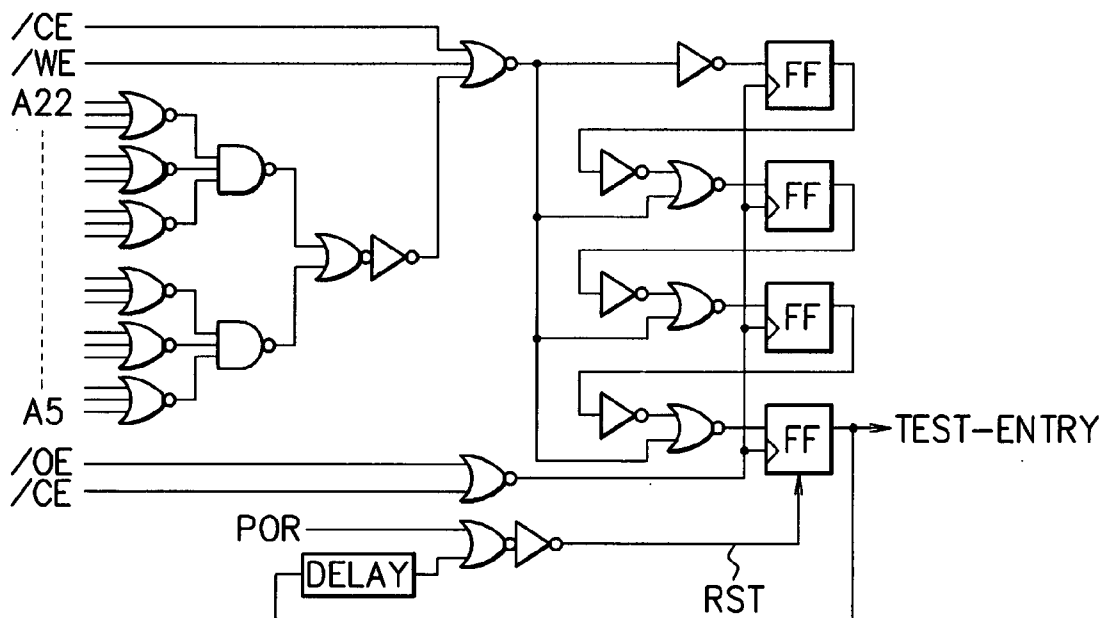 /CE
/WE
A22
A5
/OE
/CE
POR
DELAY
RST
FF
FF
FF
FF
TEST-ENTRY